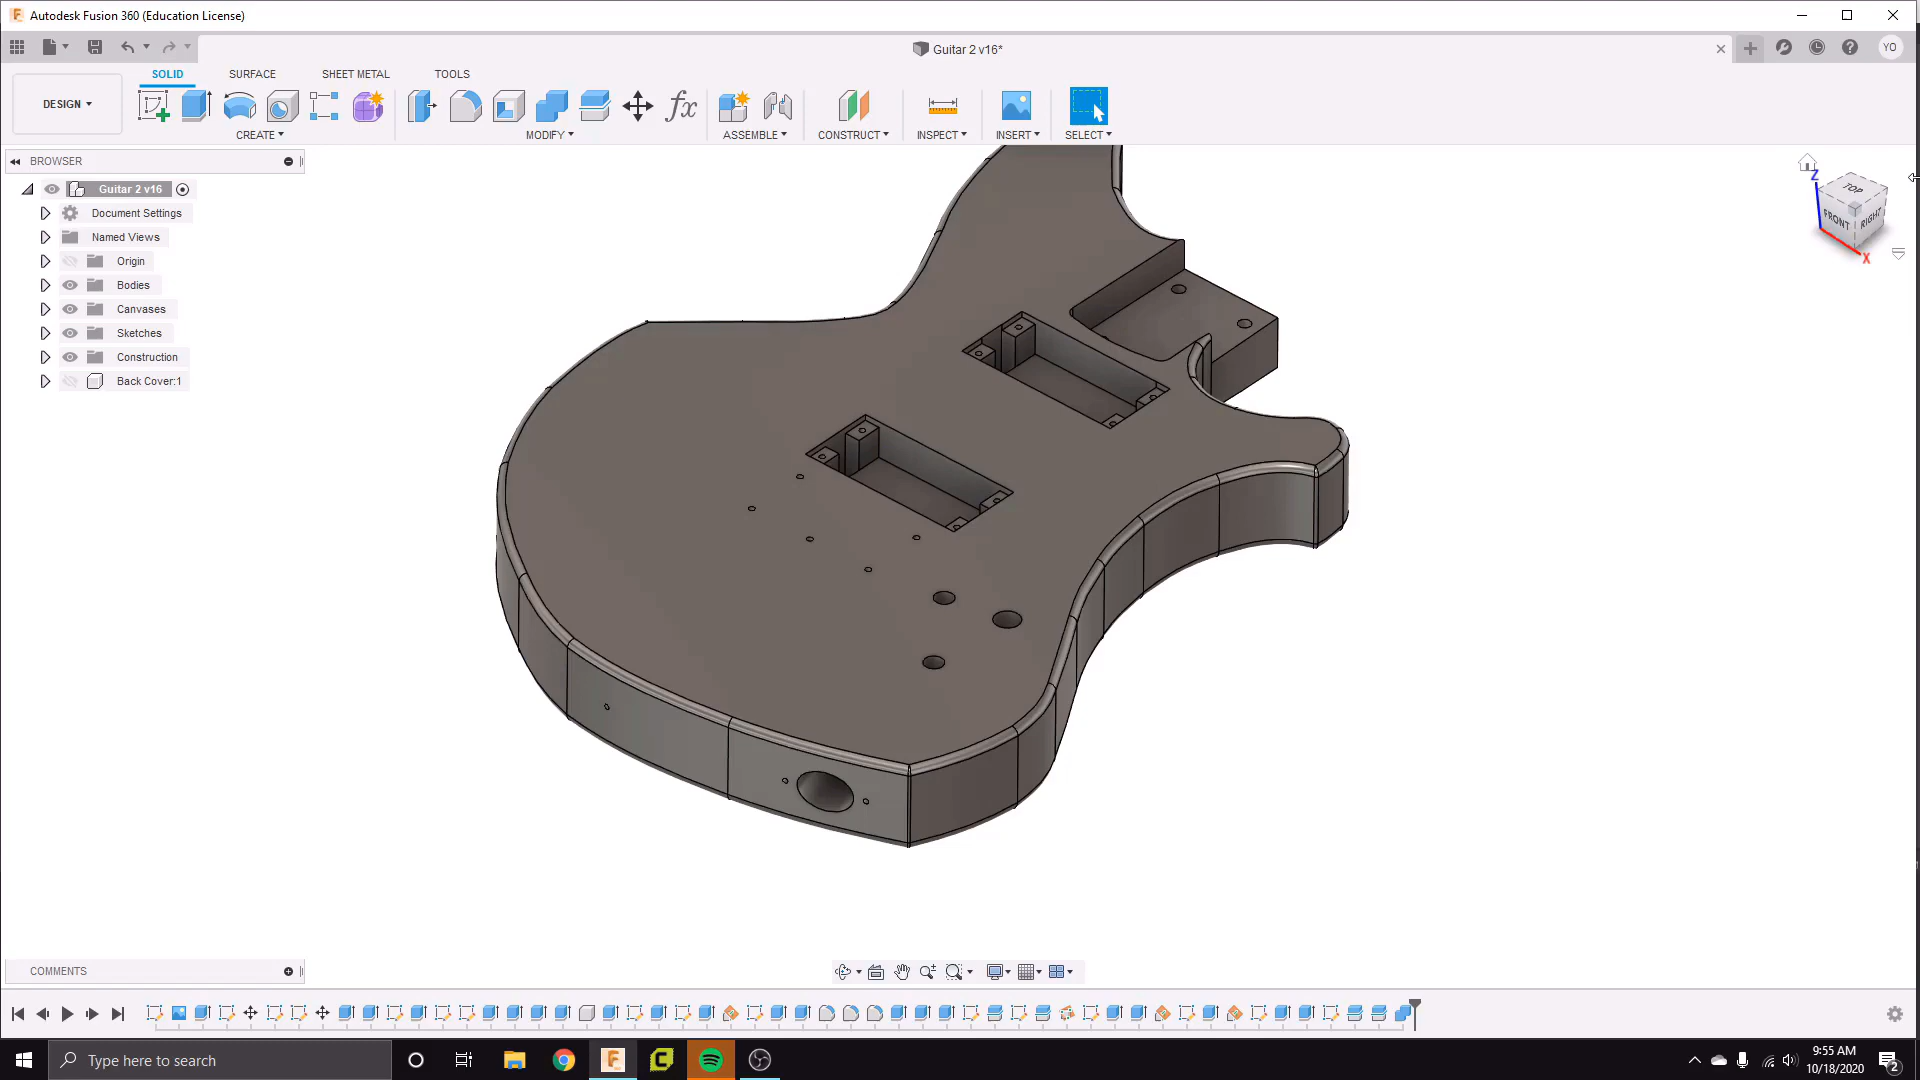 Autodesk Fusion 360 (Education License)
Guitar 2 v16*
YO
DESIGN
SOLID
SURFACE
SHEET METAL
TOOLS
fx
CREATE
MODIFY
ASSEMBLE
CONSTRUCT
INSPECT
INSERT
SELECT
BROWSER
Guitar 2 v16
Document Settings
Named Views
Origin
Bodies
Canvases
Sketches
Construction
Back Cover:1
Z
TOP
FRONT
RIGHT
X
COMMENTS
Type here to search
9:55 AM
10/18/2020
2